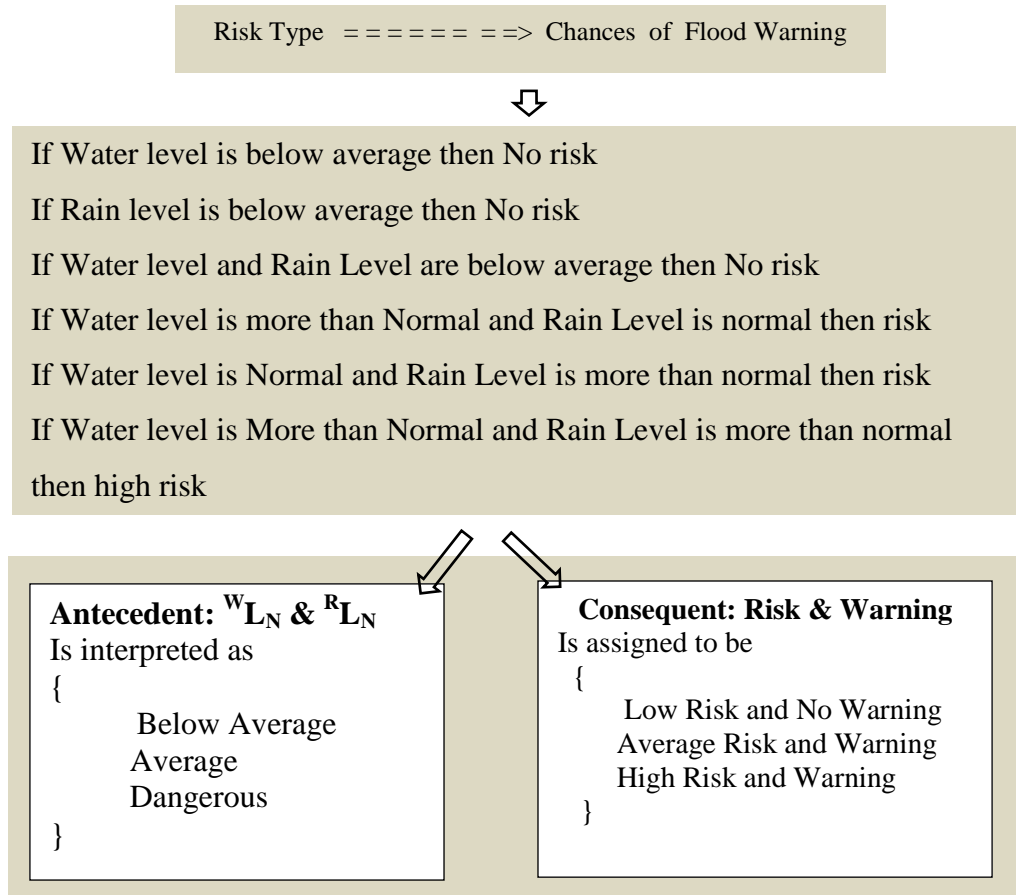 Risk Type = = = = = = = => Chances of Flood Warning
If Water level is below average then No risk
If Rain level is below average then No risk
If Water level and Rain Level are below average then No risk
If Water level is more than Normal and Rain Level is normal then risk
If Water level is Normal and Rain Level is more than normal then risk
If Water level is More than Normal and Rain Level is more than normal
then high risk
Antecedent: ᵂL_N & ᴿL_N
Is interpreted as
{
Below Average
Average
Dangerous
}
Consequent: Risk & Warning
Is assigned to be
{
Low Risk and No Warning
Average Risk and Warning
High Risk and Warning
}